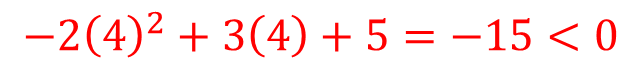 −2(4)² + 3(4) + 5 = −15 < 0